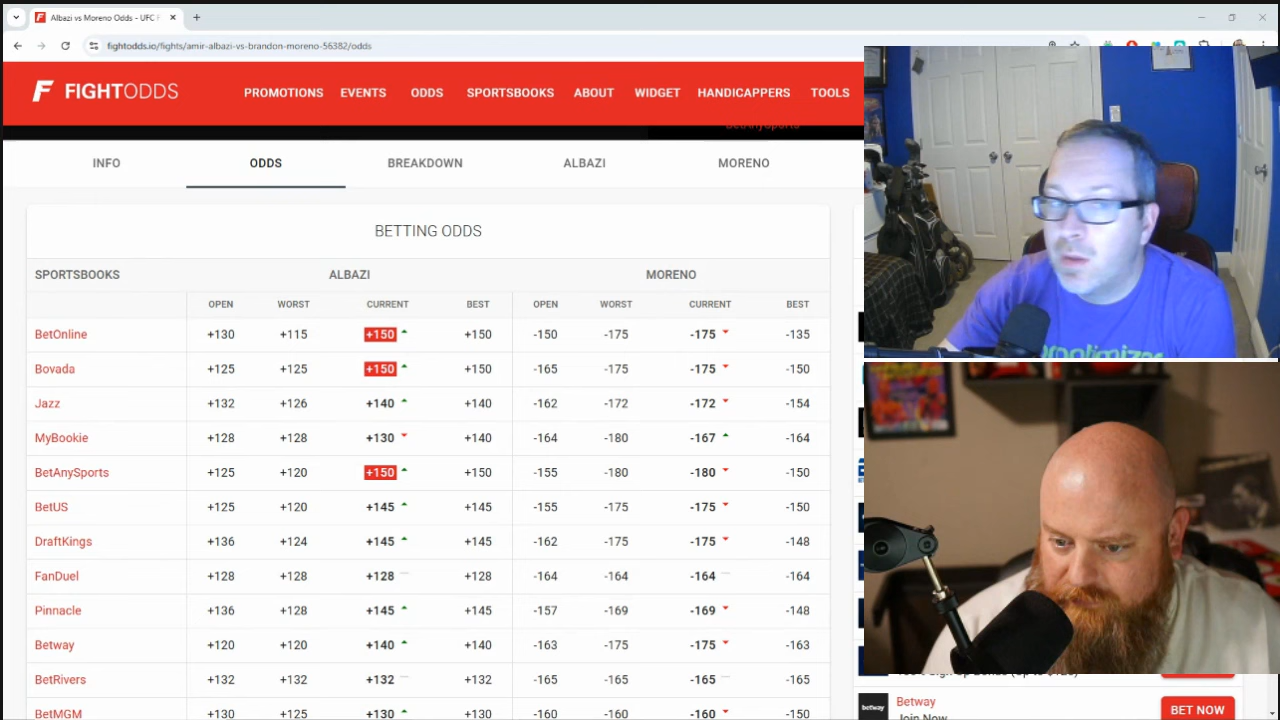 Albazi vs Moreno Odds - UFC F
fightodds.io/fights/amir-albazi-vs-brandon-moreno-56382/odds
FIGHTODDS
PROMOTIONS EVENTS ODDS SPORTSBOOKS ABOUT WIDGET HANDICAPPERS TOOLS
BetAnySports
INFO ODDS BREAKDOWN ALBAZI MORENO
BETTING ODDS
SPORTSBOOKS ALBAZI MORENO
OPEN WORST CURRENT BEST OPEN WORST CURRENT BEST
BetOnline +130 +115 +150 +150 -150 -175 -175 -135
Bovada +125 +125 +150 +150 -165 -175 -175 -150
Jazz +132 +126 +140 +140 -162 -172 -172 -154
MyBookie +128 +128 +130 +140 -164 -180 -167 -164
BetAnySports +125 +120 +150 +150 -155 -180 -180 -150
BetUS +125 +120 +145 +145 -155 -175 -175 -150
DraftKings +136 +124 +145 +145 -162 -175 -175 -148
FanDuel +128 +128 +128 +128 -164 -164 -164 -164
Pinnacle +136 +128 +145 +145 -157 -169 -169 -148
Betway +120 +120 +140 +140 -163 -175 -175 -163
BetRivers +132 +132 +132 +132 -165 -165 -165 -165
BetMGM +130 +125 +130 +130 -160 -160 -160 -150
betway Betway
Join Now
BET NOW